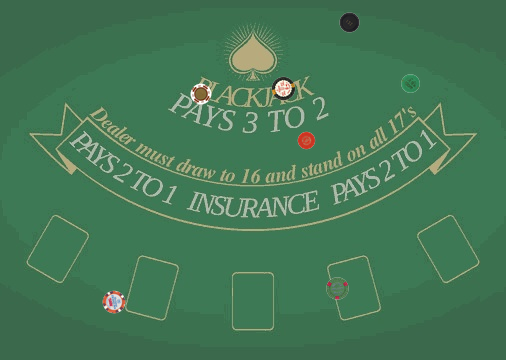 BLACKJACK
PAYS 3 TO 2
Dealer must draw to 16 and stand on all 17's
PAYS 2 TO 1 INSURANCE PAYS 2 TO 1